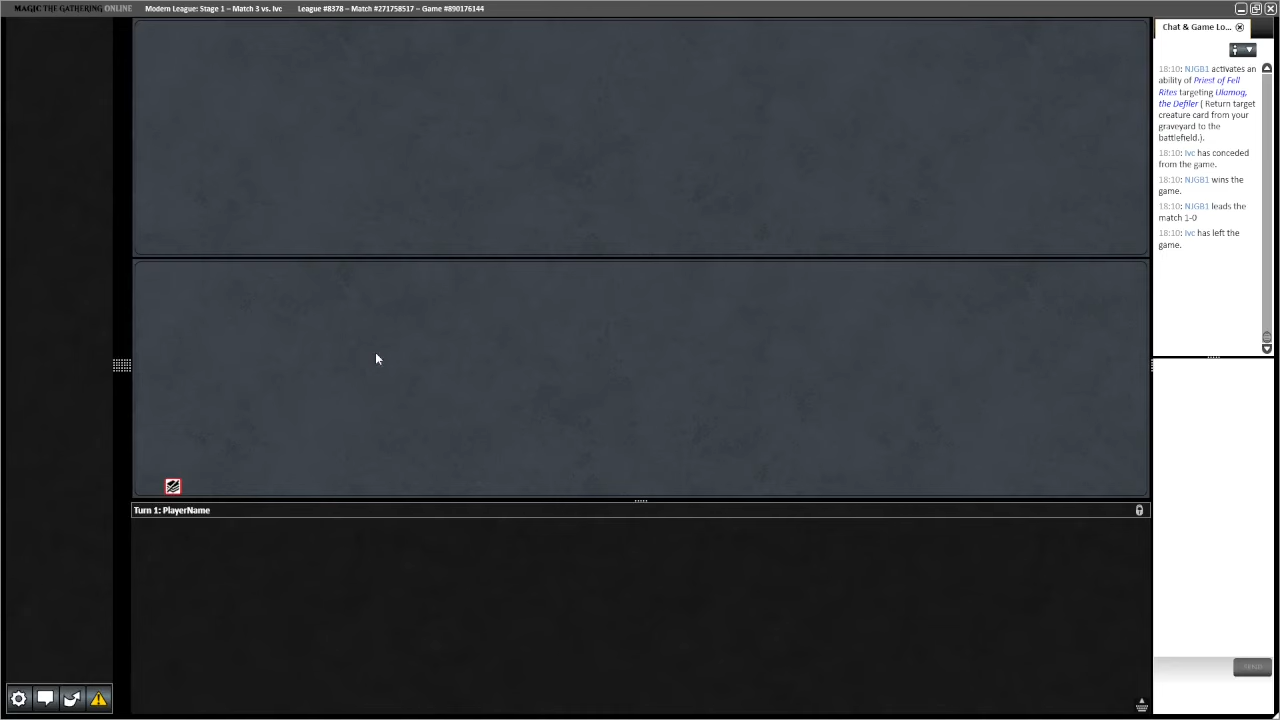 MAGIC THE GATHERING ONLINE
Modern League: Stage 1 – Match 3 vs. lvc League #8378 – Match #271758517 – Game #890176144
Chat & Game Lo...
18:10: NJGB1 activates an
ability of Priest of Fell
Rites targeting Ulamog,
the Defiler ( Return target
creature card from your
graveyard to the
battlefield.).
18:10: lvc has conceded
from the game.
18:10: NJGB1 wins the
game.
18:10: NJGB1 leads the
match 1-0
18:10: lvc has left the
game.
Turn 1: PlayerName
SEND